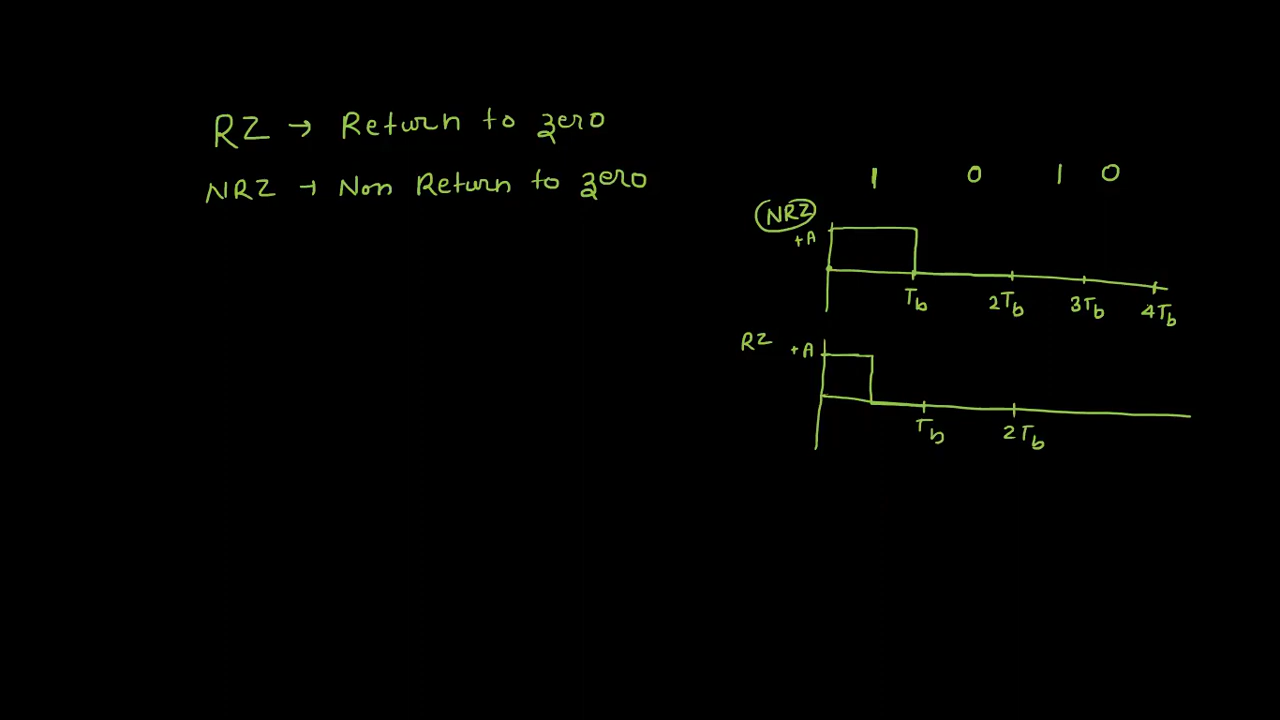 RZ → Return to zero
NRZ → Non Return to zero
1 0 1 0
NRZ
+A
Tb 2Tb 3Tb 4Tb
RZ +A
Tb 2Tb